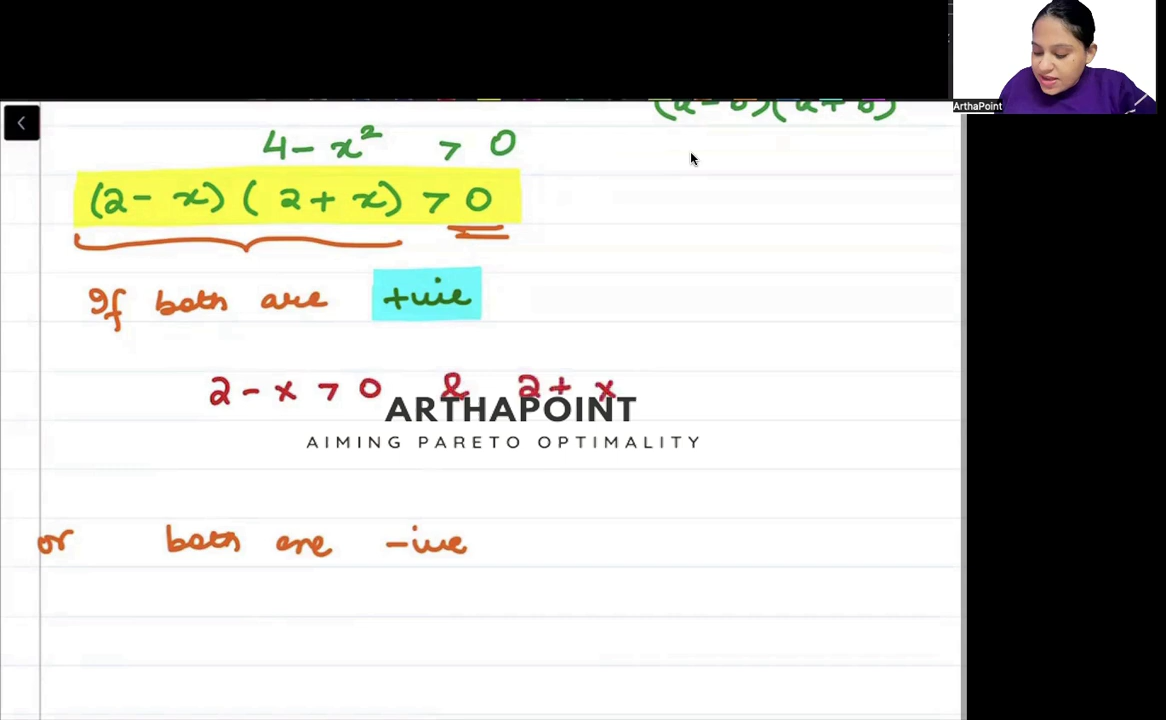 ArthaPoint
(a-b)(a+b)
4 - x² > 0
(2 - x) ( 2 + x) > 0
If both are +ive
2 - x > 0 & 2 + x
ARTHAPOINT
AIMING PARETO OPTIMALITY
or both are -ive